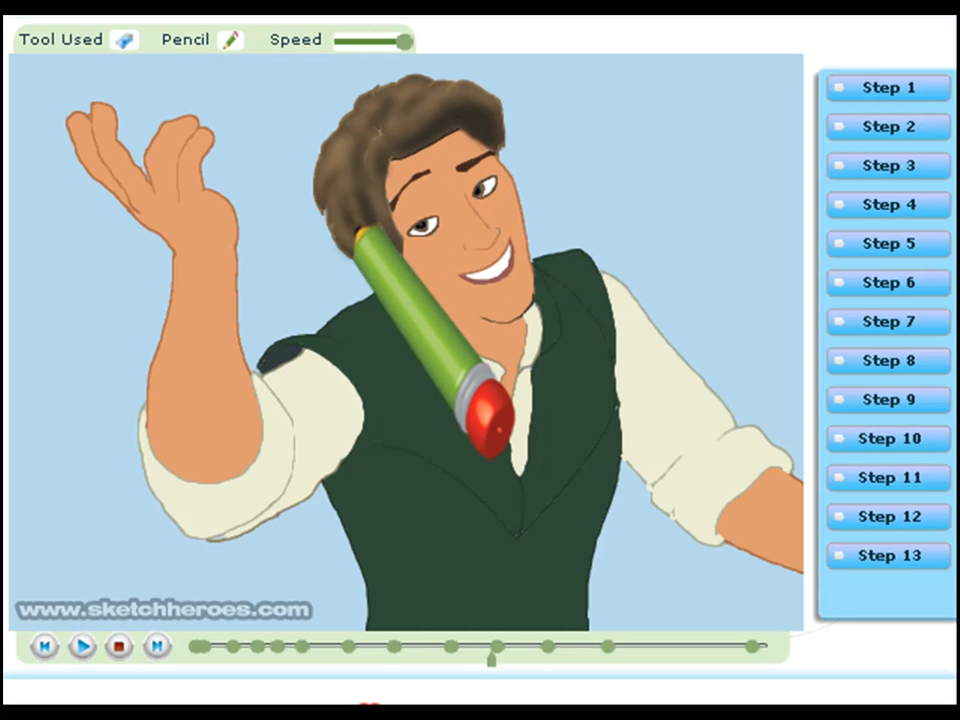 Tool Used Pencil Speed
Step 1
Step 2
Step 3
Step 4
Step 5
Step 6
Step 7
Step 8
Step 9
Step 10
Step 11
Step 12
Step 13
www.sketchheroes.com